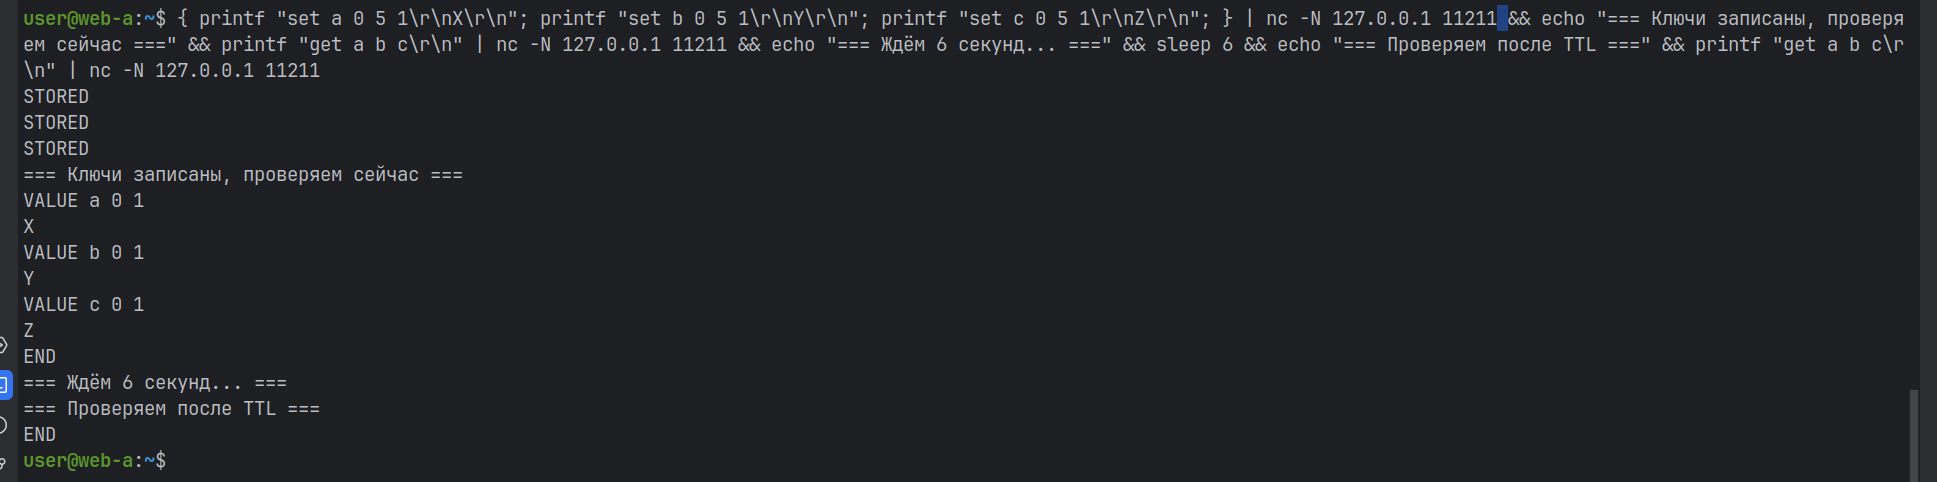 user@web-a:~$ { printf "set a 0 5 1\r\nX\r\n"; printf "set b 0 5 1\r\nY\r\n"; printf "set c 0 5 1\r\nZ\r\n"; } | nc -N 127.0.0.1 11211 && echo "=== Ключи записаны, проверя
ем сейчас ===" && printf "get a b c\r\n" | nc -N 127.0.0.1 11211 && echo "=== Ждём 6 секунд... ===" && sleep 6 && echo "=== Проверяем после TTL ===" && printf "get a b c\r
\n" | nc -N 127.0.0.1 11211
STORED
STORED
STORED
=== Ключи записаны, проверяем сейчас ===
VALUE a 0 1
X
VALUE b 0 1
Y
VALUE c 0 1
Z
END
=== Ждём 6 секунд... ===
=== Проверяем после TTL ===
END
user@web-a:~$